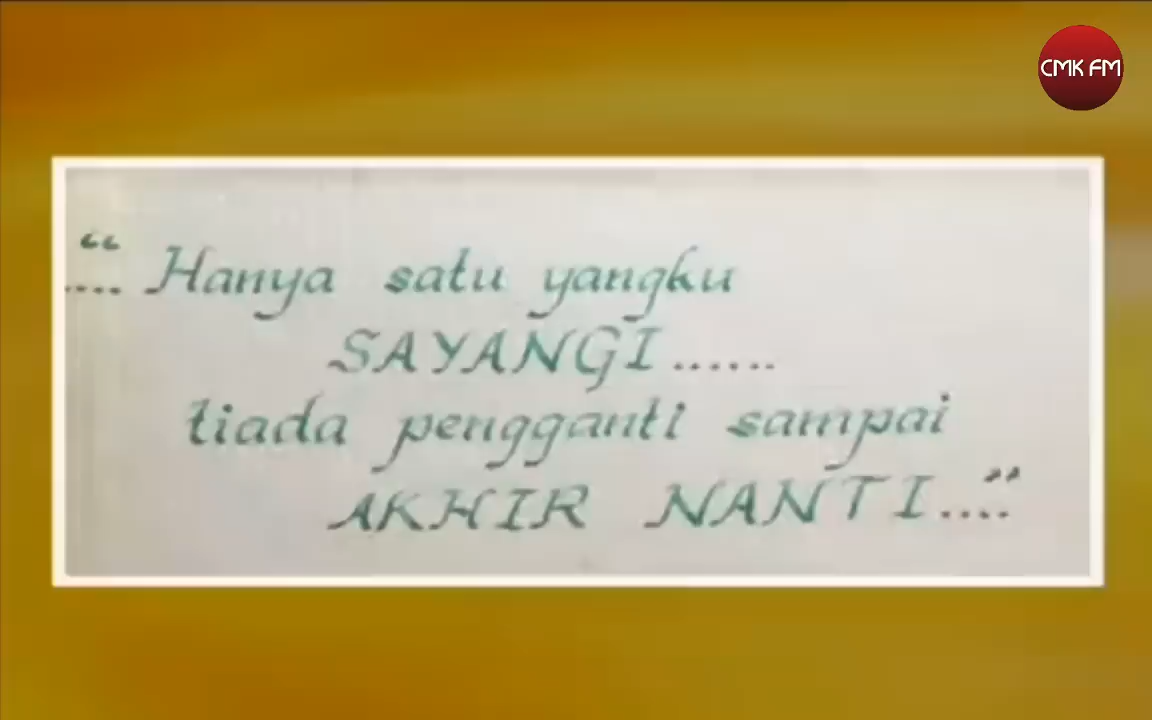 CMK FM
“
.... Hanya satu yangku
SAYANGI......
tiada pengganti sampai
AKHIR NANTI....”